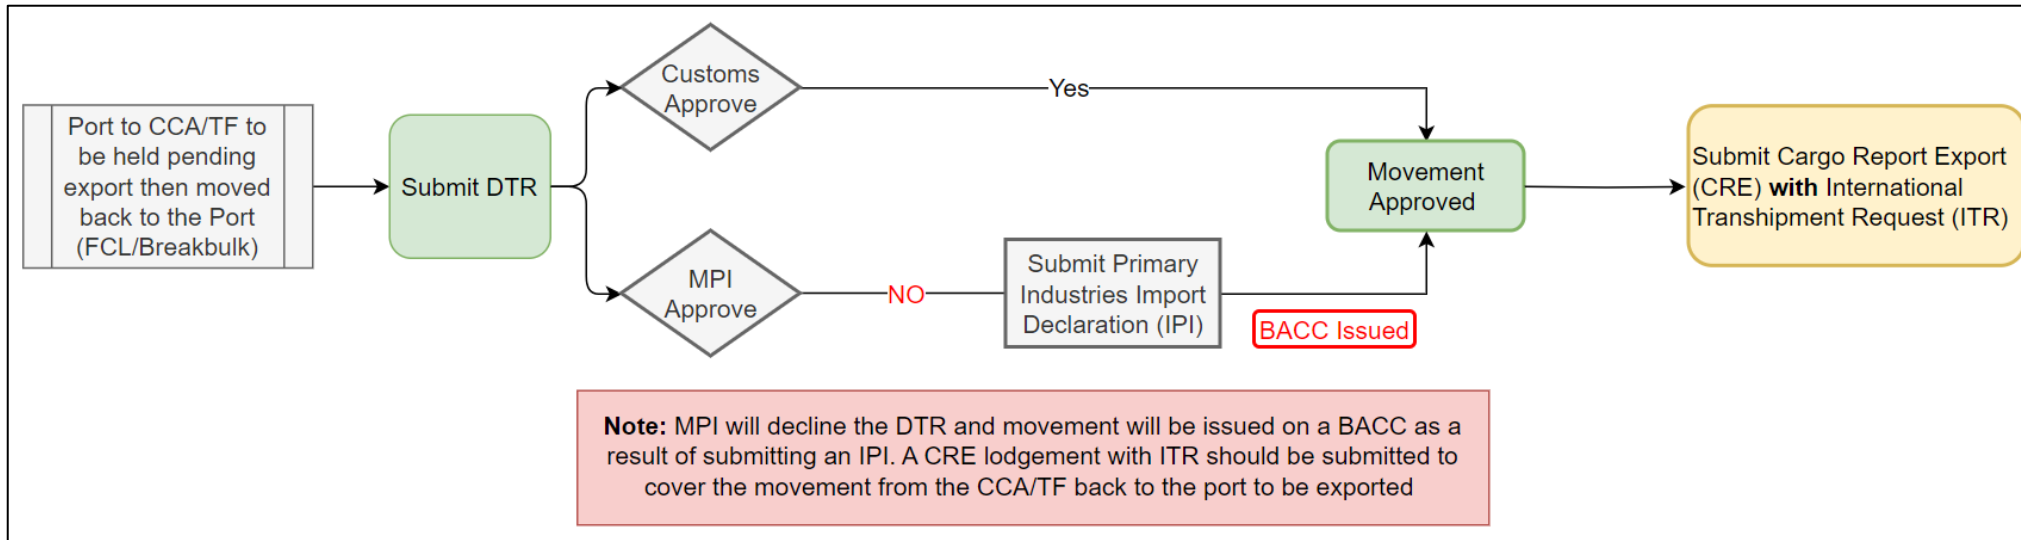 Port to CCA/TF to
be held pending
export then moved
back to the Port
(FCL/Breakbulk)
Submit DTR
Customs
Approve
Yes
MPI
Approve
NO
Submit Primary
Industries Import
Declaration (IPI)
BACC Issued
Movement
Approved
Submit Cargo Report Export
(CRE) with International
Transhipment Request (ITR)
Note: MPI will decline the DTR and movement will be issued on a BACC as a
result of submitting an IPI. A CRE lodgement with ITR should be submitted to
cover the movement from the CCA/TF back to the port to be exported